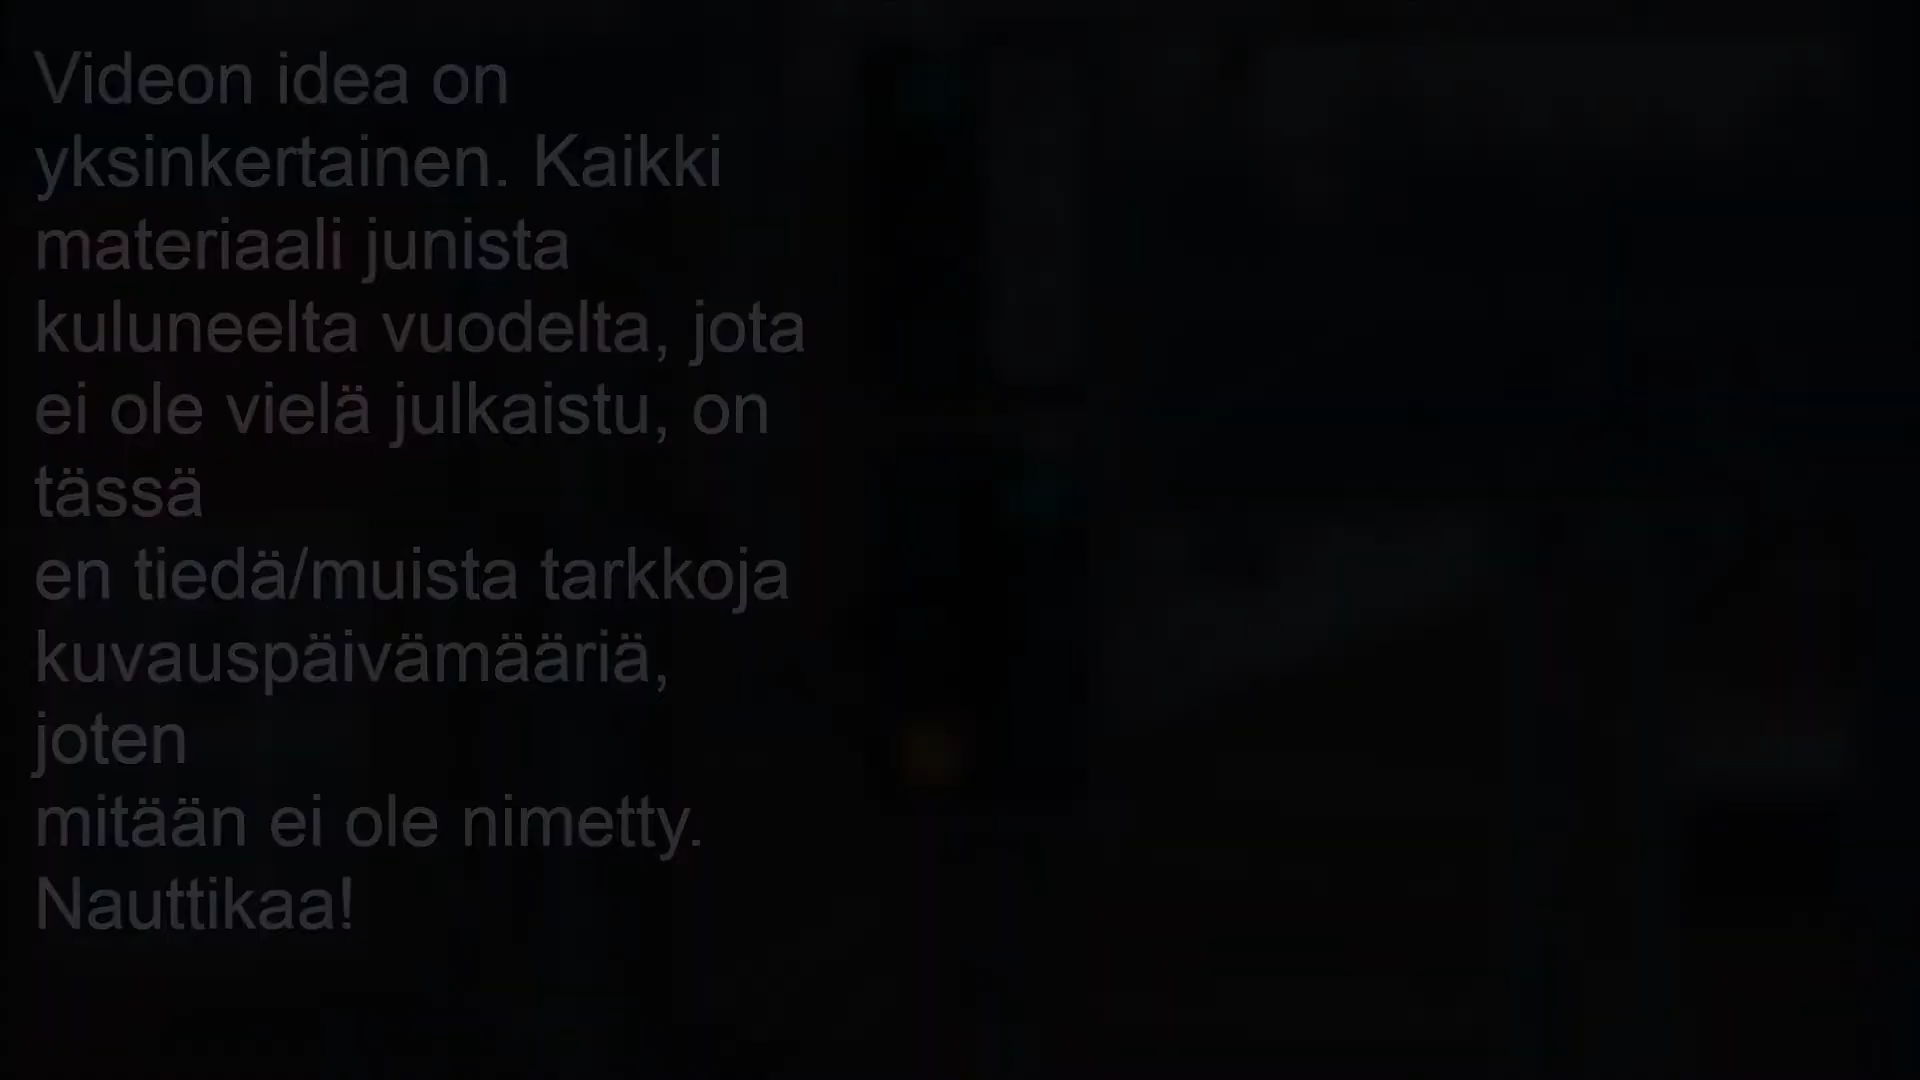 Videon idea on
yksinkertainen. Kaikki
materiaali junista
kuluneelta vuodelta, jota
ei ole vielä julkaistu, on
tässä
en tiedä/muista tarkkoja
kuvauspäivämääriä,
joten
mitään ei ole nimetty.
Nauttikaa!